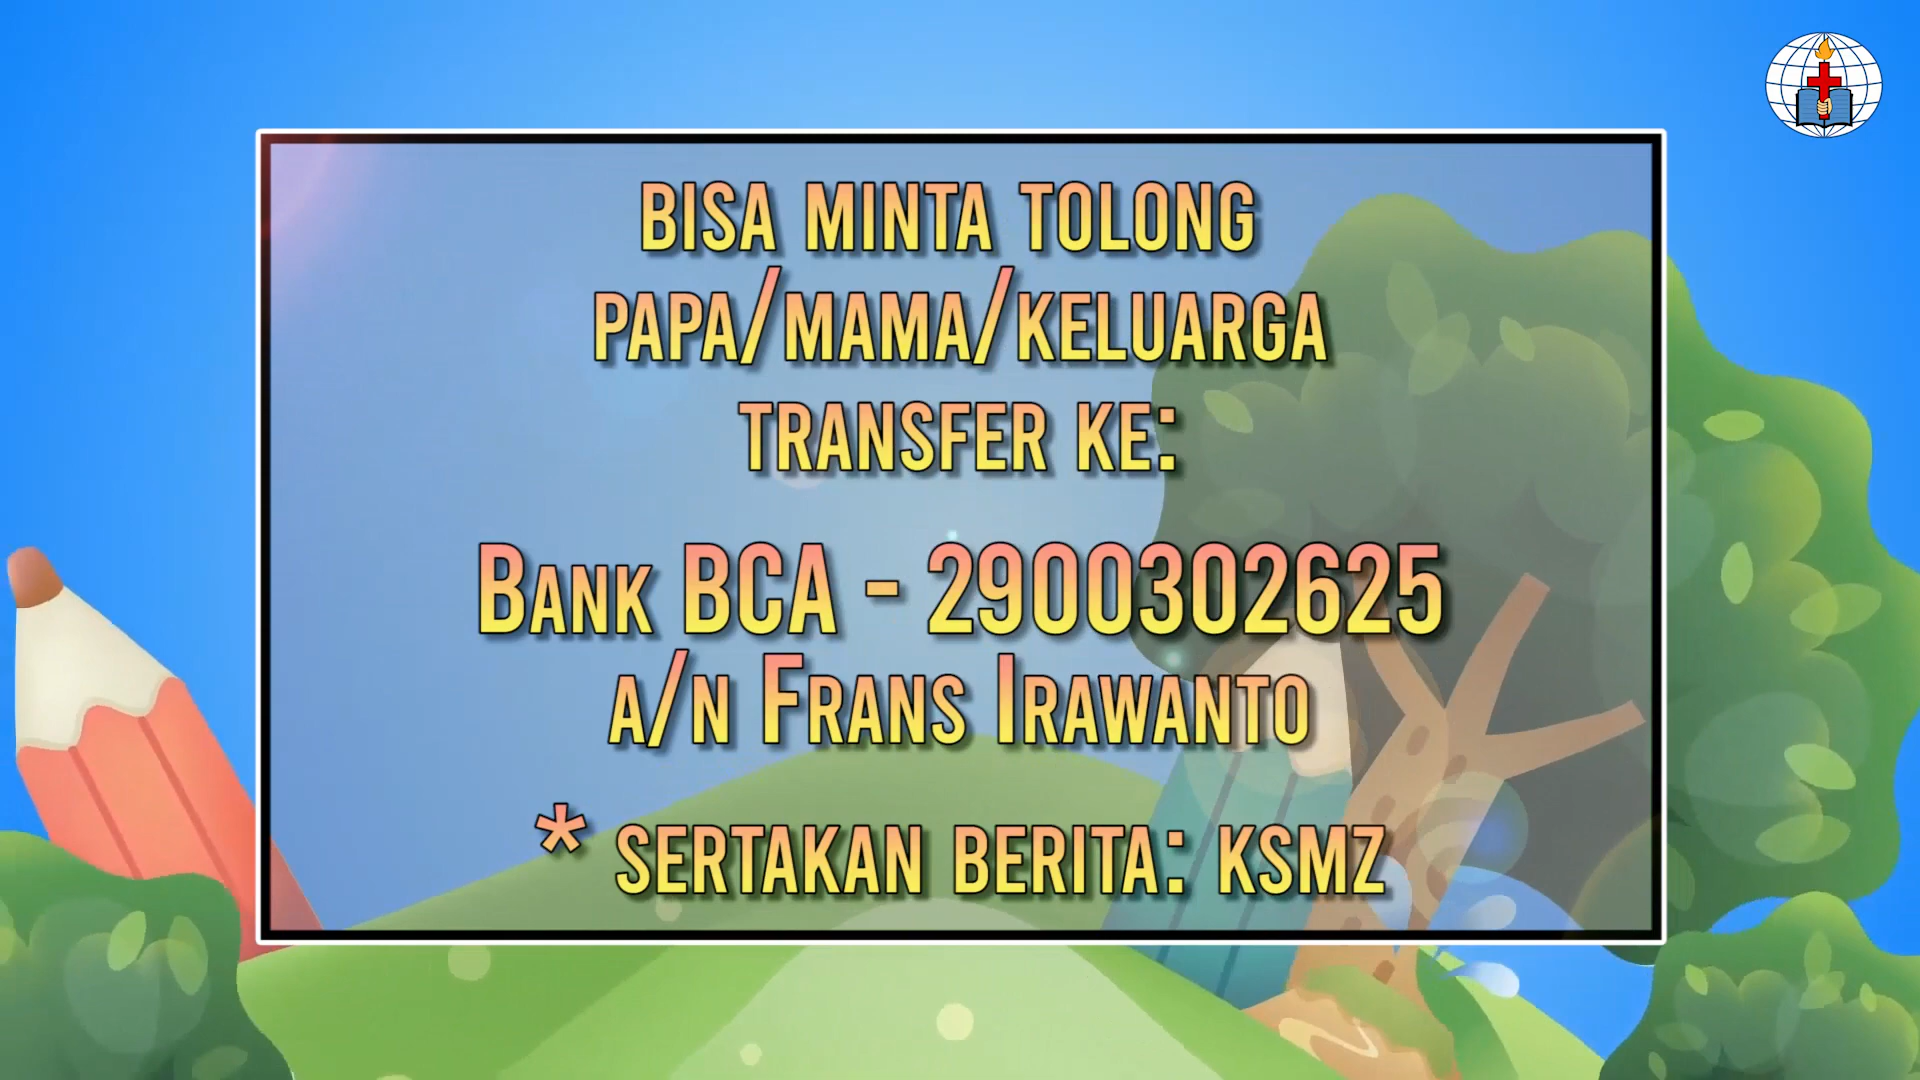 BISA MINTA TOLONG
PAPA/MAMA/KELUARGA
TRANSFER KE:
BANK BCA - 2900302625
A/N FRANS IRAWANTO
* SERTAKAN BERITA: KSMZ